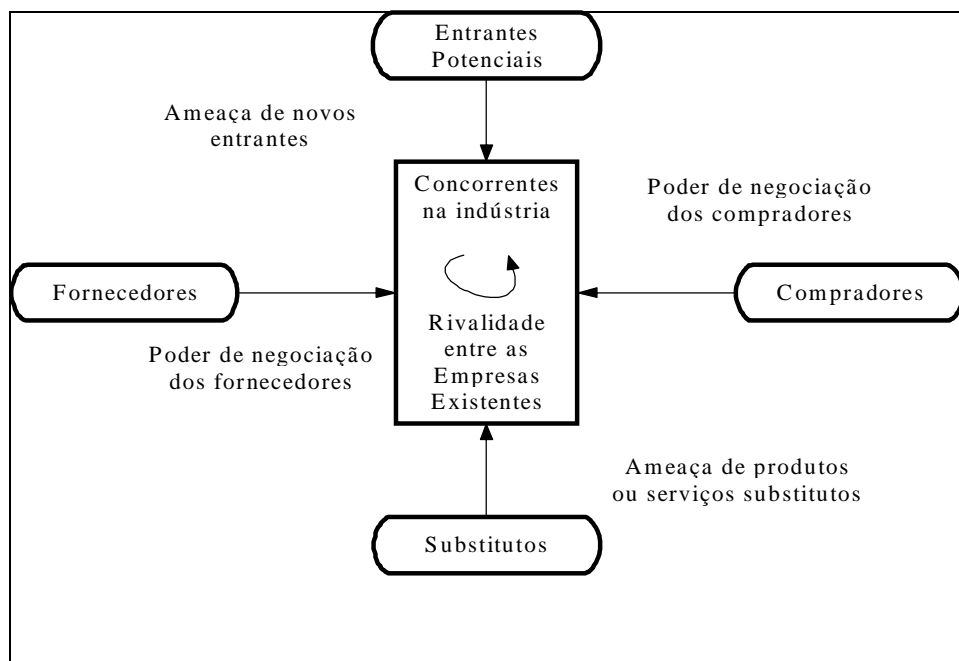 Entrantes
Potenciais
Ameaça de novos
entrantes
Concorrentes
na indústria
Poder de negociação
dos compradores
Fornecedores
Compradores
Rivalidade
entre as
Empresas
Existentes
Poder de negociação
dos fornecedores
Ameaça de produtos
ou serviços substitutos
Substitutos